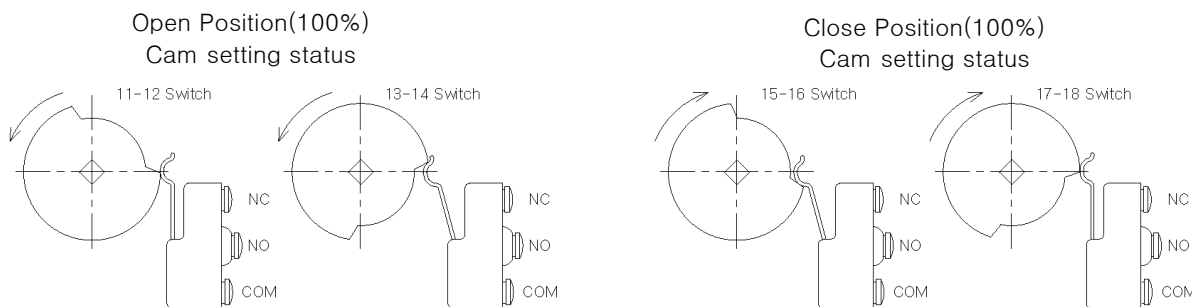 Open Position(100%)
Cam setting status
11-12 Switch
13-14 Switch
NC
NO
COM
NC
NO
COM
Close Position(100%)
Cam setting status
15-16 Switch
17-18 Switch
NC
NO
COM
NC
NO
COM